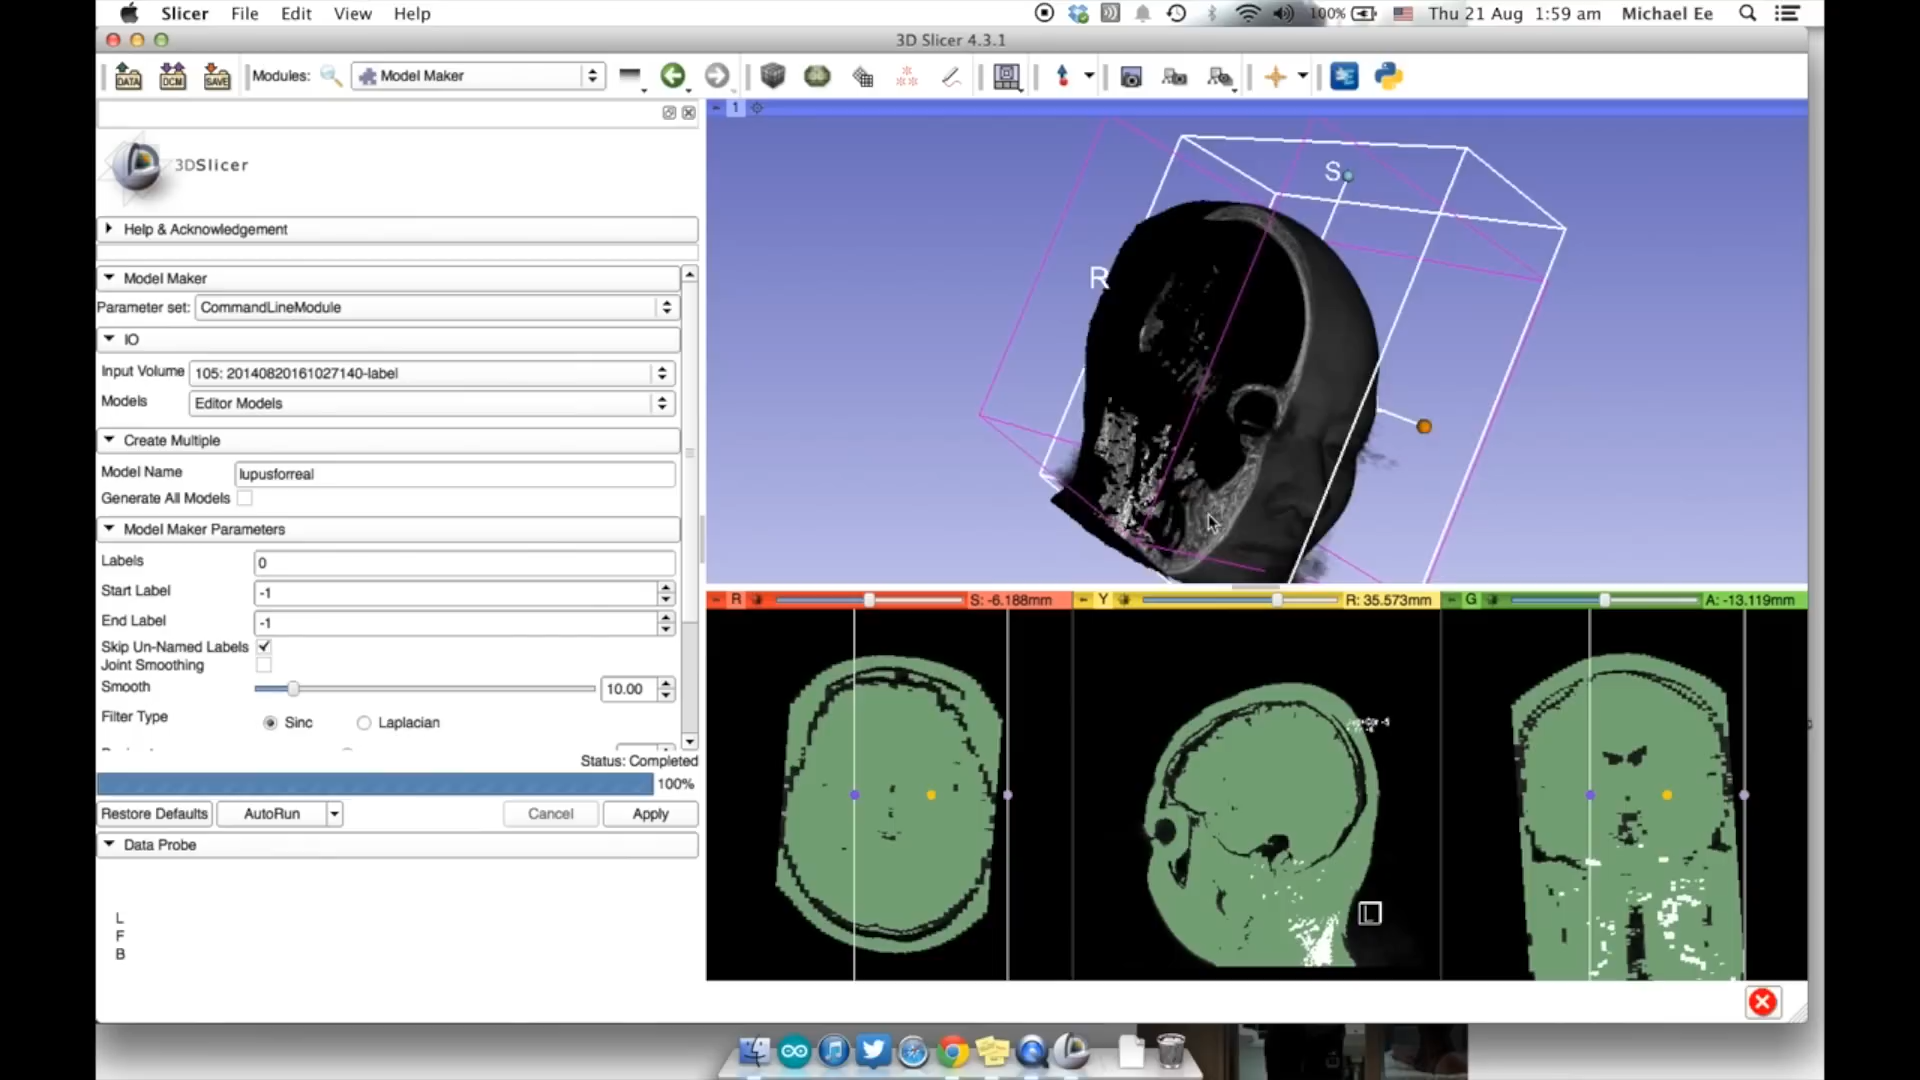 Slicer File Edit View Help
100% Thu 21 Aug 1:59 am Michael Ee
3D Slicer 4.3.1
DATA DCM SAVE Modules: Model Maker
1
3DSlicer
Help & Acknowledgement
Model Maker
Parameter set: CommandLineModule
IO
Input Volume 105: 20140820161027140-label
Models Editor Models
Create Multiple
Model Name lupusforreal
Generate All Models
Model Maker Parameters
Labels 0
Start Label -1
End Label -1
Skip Un-Named Labels
Joint Smoothing
Smooth 10.00
Filter Type Sinc Laplacian
Status: Completed
100%
Restore Defaults AutoRun Cancel Apply
Data Probe
L
F
B
S
R
R S: -6.188mm Y R: 35.573mm G A: -13.119mm
L